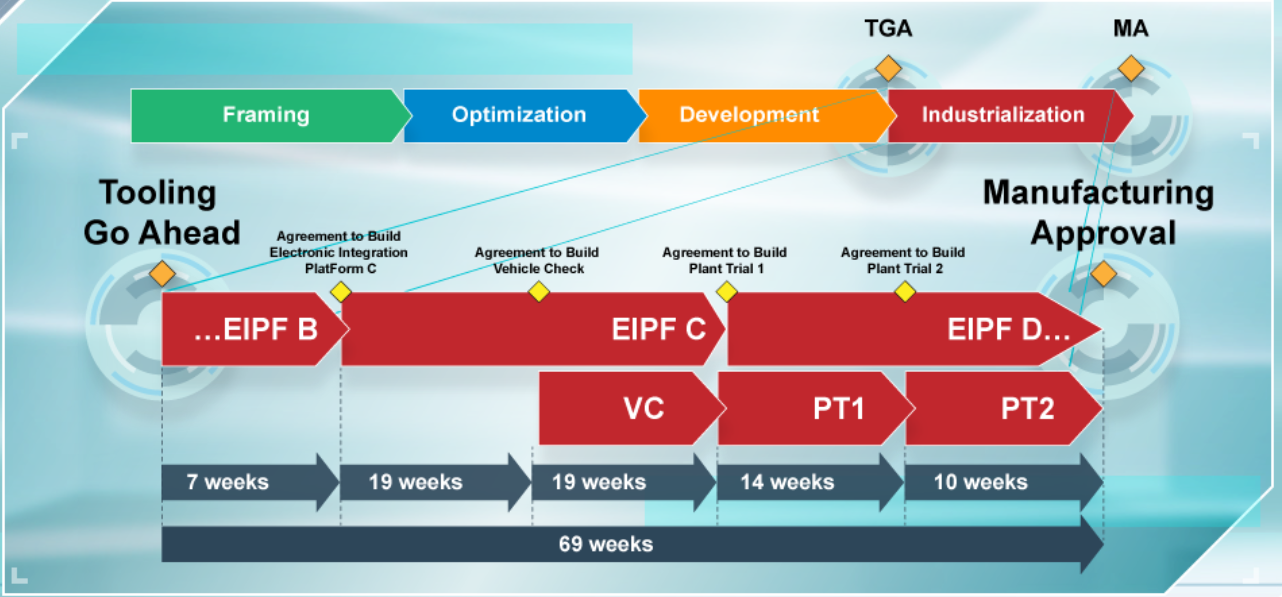 TGA
MA
Framing
Optimization
Development
Industrialization
Tooling
Go Ahead
Manufacturing
Approval
Agreement to Build
Electronic Integration
PlatForm C
Agreement to Build
Vehicle Check
Agreement to Build
Plant Trial 1
Agreement to Build
Plant Trial 2
...EIPF B
EIPF C
EIPF D...
VC
PT1
PT2
7 weeks
19 weeks
19 weeks
14 weeks
10 weeks
69 weeks